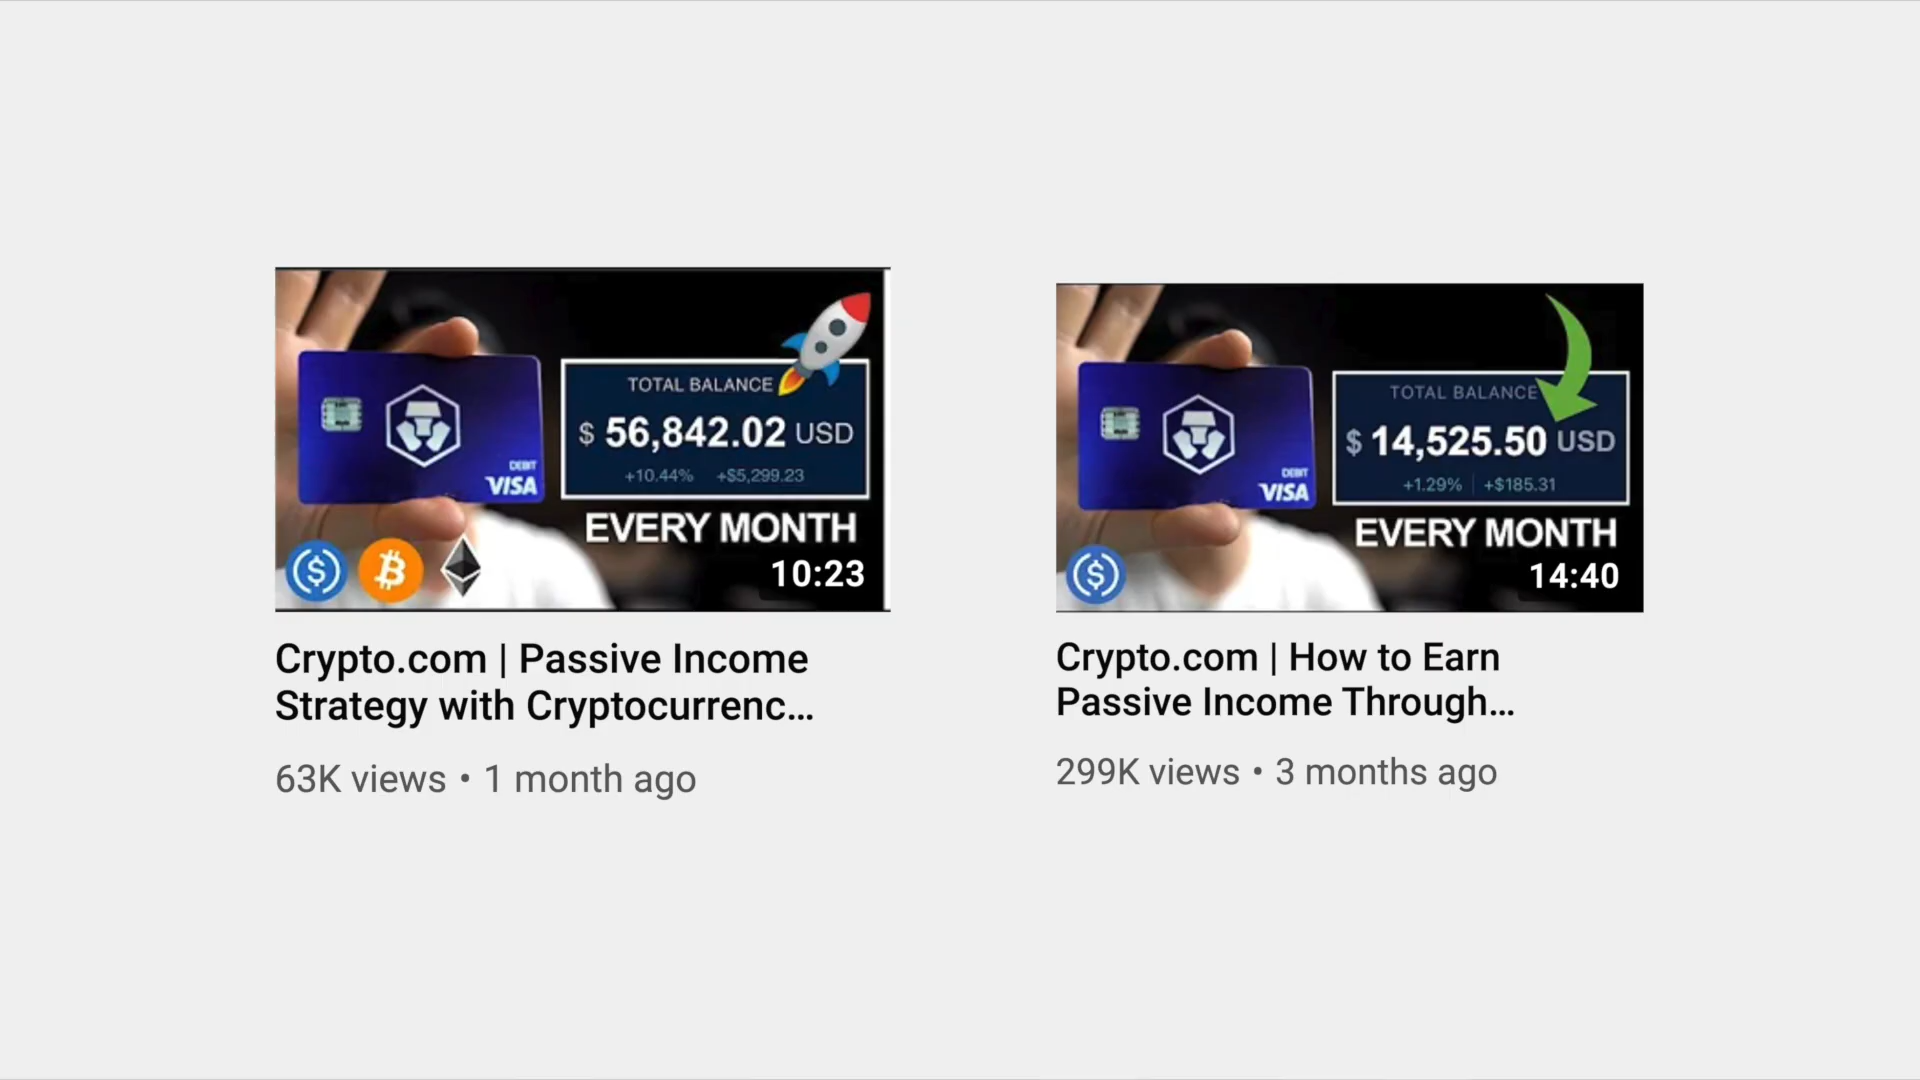 TOTAL BALANCE
$ 56,842.02 USD
+10.44% +$5,299.23
DEBIT
VISA
EVERY MONTH
10:23
Crypto.com | Passive Income
Strategy with Cryptocurrenc...
63K views • 1 month ago
TOTAL BALANCE
$ 14,525.50 USD
+1.29% +$185.31
DEBIT
VISA
EVERY MONTH
14:40
Crypto.com | How to Earn
Passive Income Through...
299K views • 3 months ago